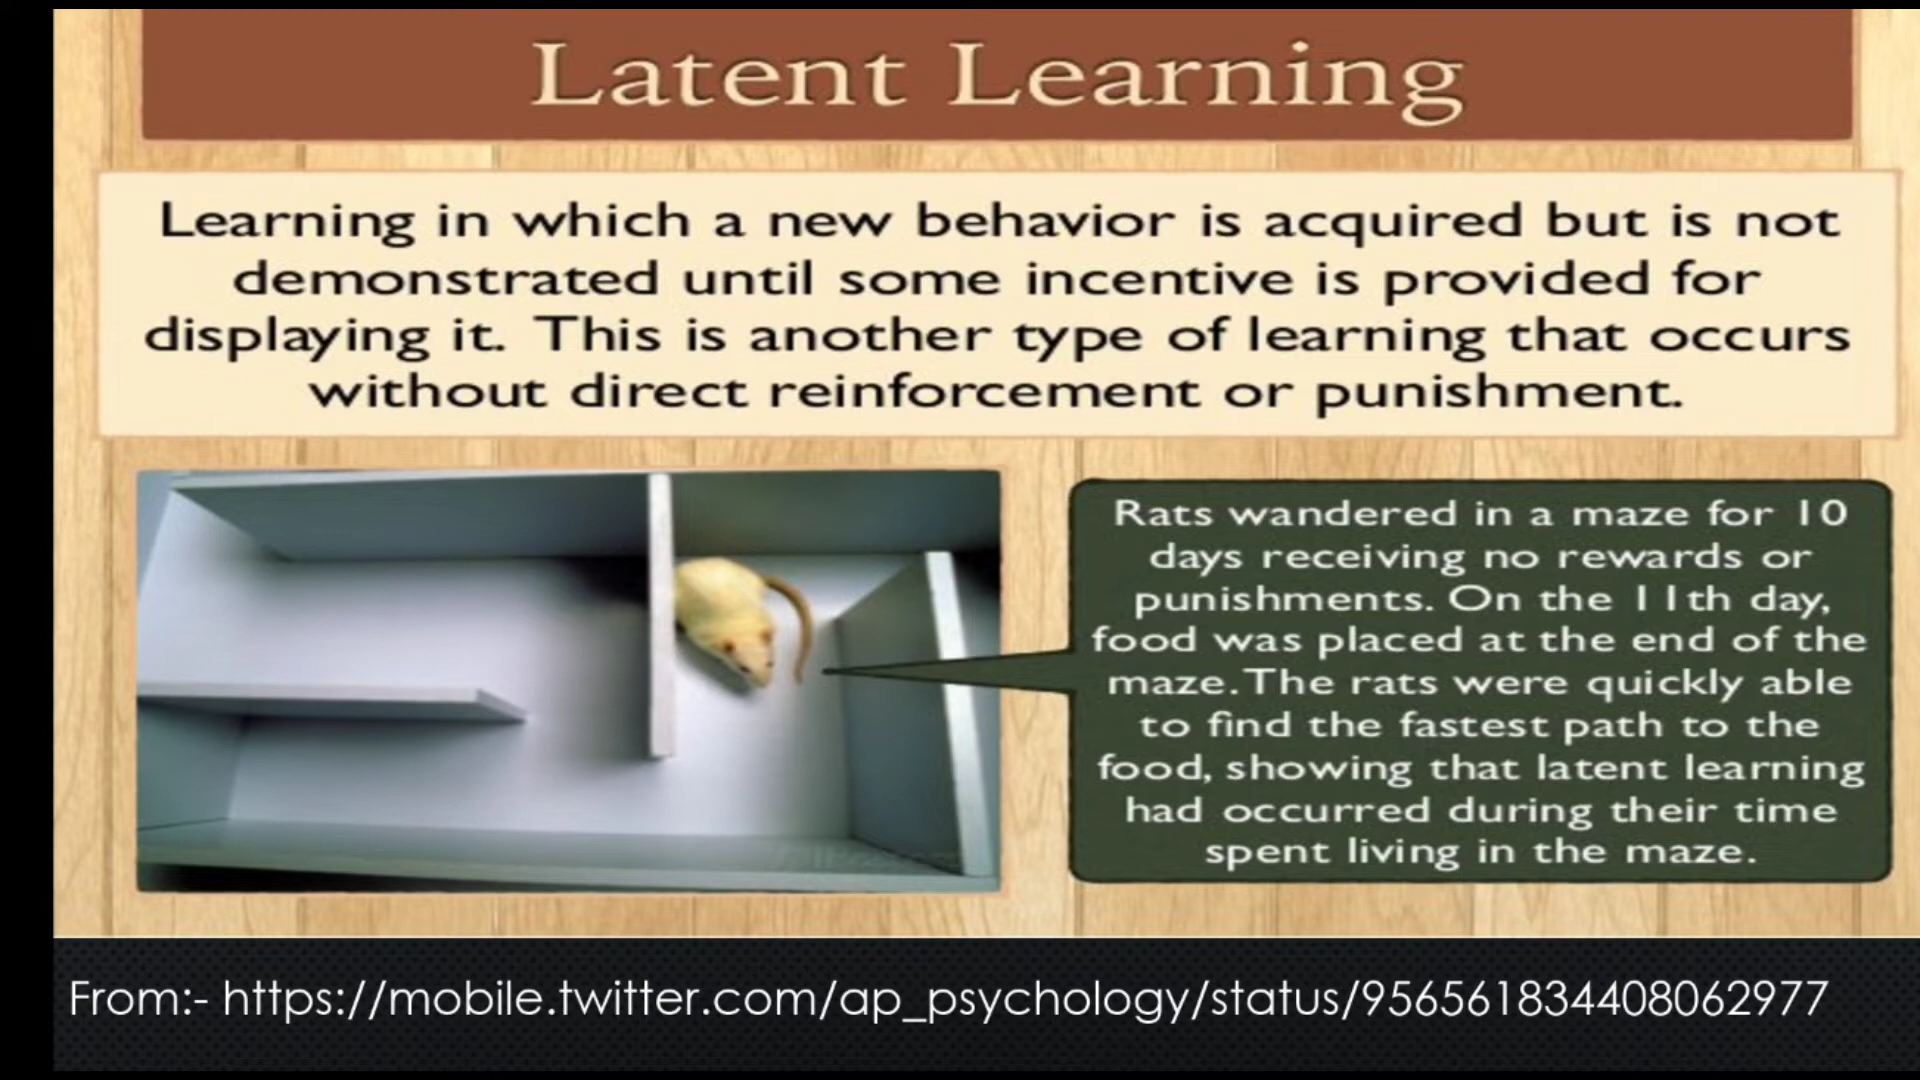 Latent Learning
Learning in which a new behavior is acquired but is not
demonstrated until some incentive is provided for
displaying it. This is another type of learning that occurs
without direct reinforcement or punishment.
Rats wandered in a maze for 10
days receiving no rewards or
punishments. On the 11th day,
food was placed at the end of the
maze. The rats were quickly able
to find the fastest path to the
food, showing that latent learning
had occurred during their time
spent living in the maze.
From:- https://mobile.twitter.com/ap_psychology/status/956561834408062977